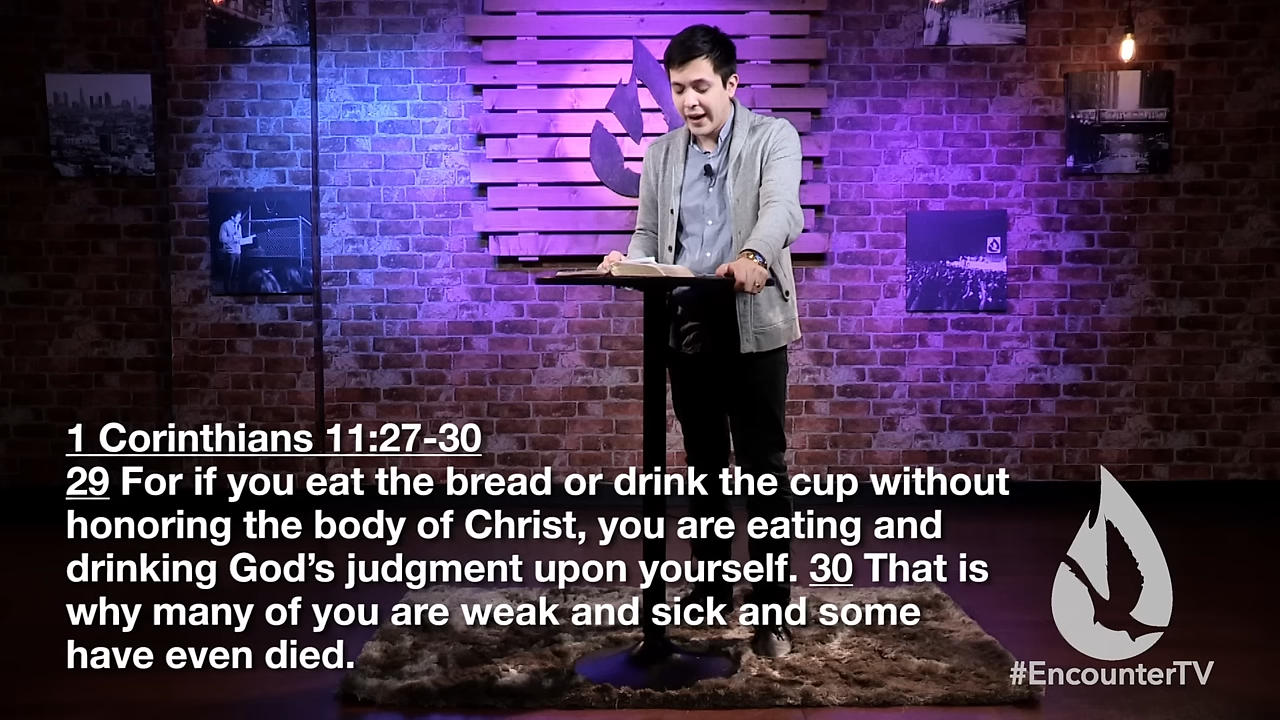 1 Corinthians 11:27-30
29 For if you eat the bread or drink the cup without
honoring the body of Christ, you are eating and
drinking God’s judgment upon yourself. 30 That is
why many of you are weak and sick and some
have even died.
#EncounterTV